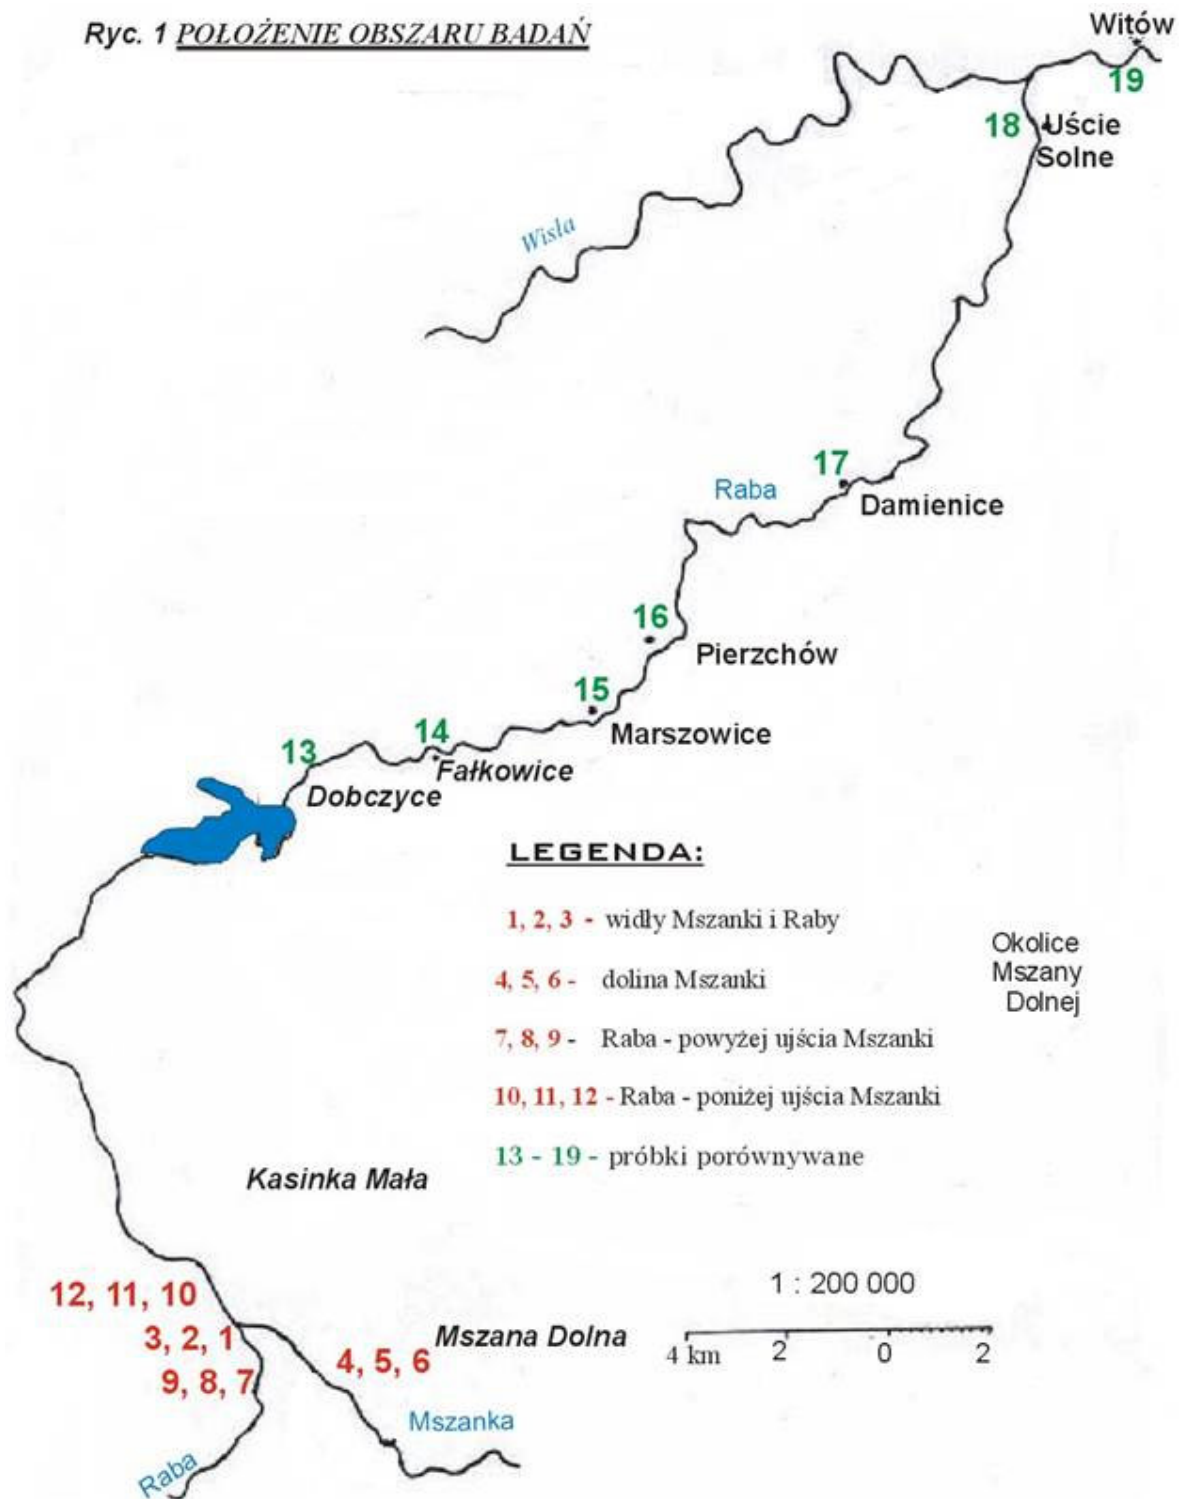 Ryc. 1 POŁOŻENIE OBSZARU BADAŃ
Witów
19
18
Uście
Solne
Wisła
17
Raba
Damienice
16
Pierzchów
15
Marszowice
14
Fałkowice
13
Dobczyce
LEGENDA:
1, 2, 3 - widły Mszanki i Raby
4, 5, 6 - dolina Mszanki
7, 8, 9 - Raba - powyżej ujścia Mszanki
10, 11, 12 - Raba - poniżej ujścia Mszanki
13 - 19 - próbki porównywane
Okolice
Mszany
Dolnej
Kasinka Mała
12, 11, 10
3, 2, 1
9, 8, 7
4, 5, 6
Mszana Dolna
1 : 200 000
4 km 2 0 2
Mszanka
Raba